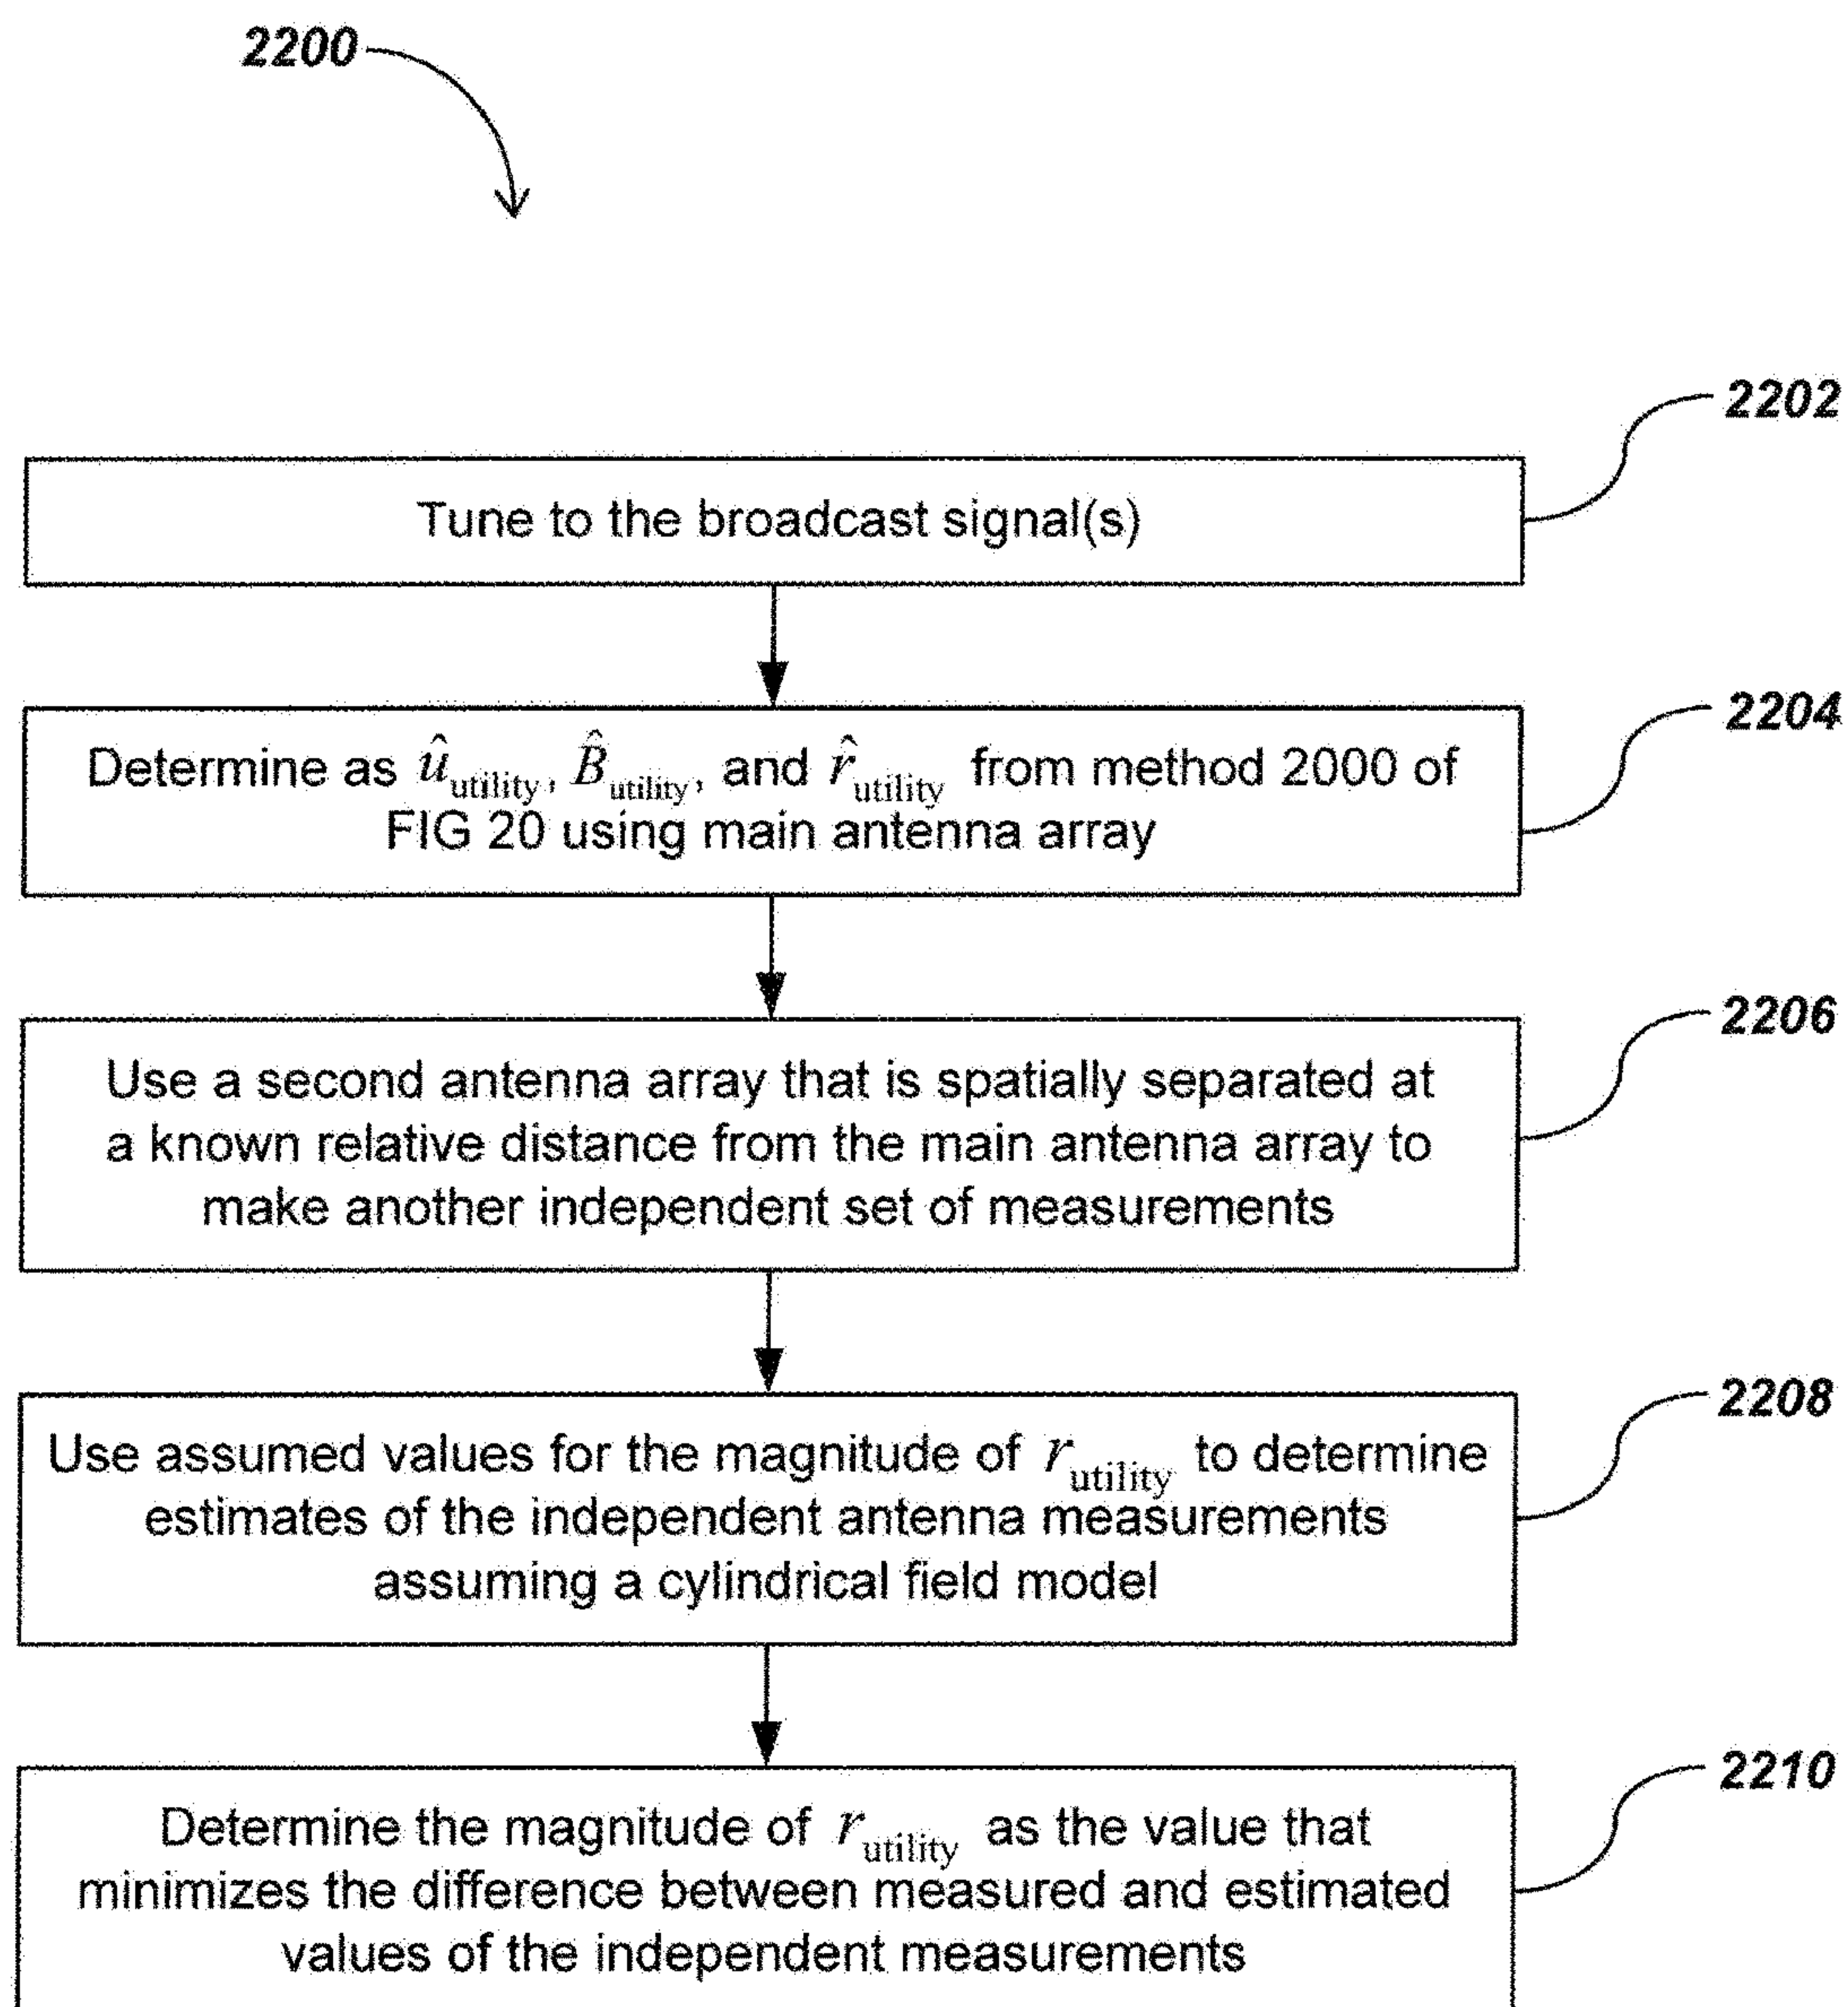 2200
2202
Tune to the broadcast signal(s)
2204
Determine as û_utility, B̂_utility, and r̂_utility from method 2000 of
FIG 20 using main antenna array
2206
Use a second antenna array that is spatially separated at
a known relative distance from the main antenna array to
make another independent set of measurements
2208
Use assumed values for the magnitude of r_utility to determine
estimates of the independent antenna measurements
assuming a cylindrical field model
2210
Determine the magnitude of r_utility as the value that
minimizes the difference between measured and estimated
values of the independent measurements